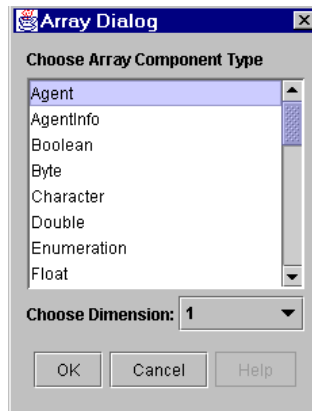 Array Dialog
Choose Array Component Type
Agent
AgentInfo
Boolean
Byte
Character
Double
Enumeration
Float
Choose Dimension: 1
OK Cancel Help